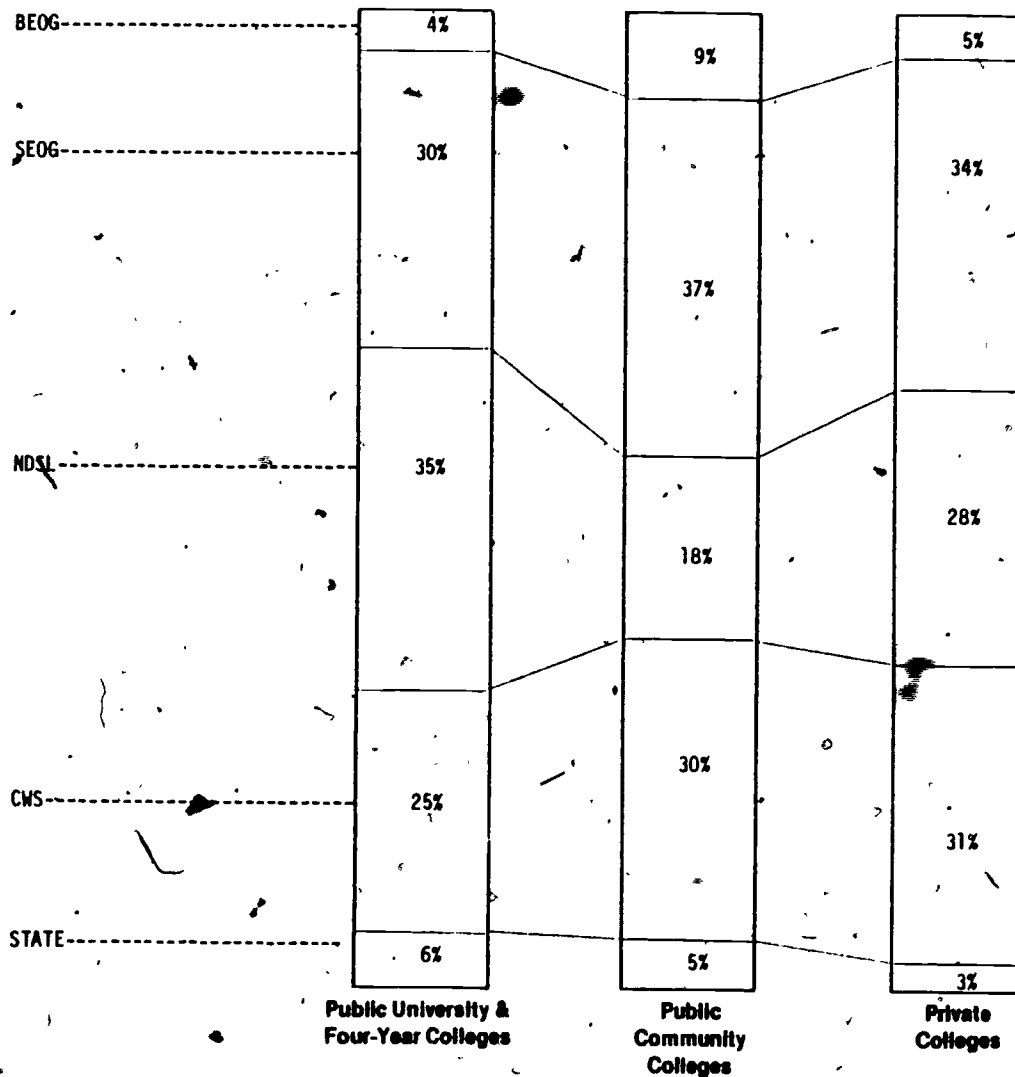 BEOG 4% 9% 5%
SEOG 30% 37% 34%
NDSL 35% 18% 28%
CWS 25% 30% 31%
STATE 6% 5% 3%
Public University &
Four-Year Colleges
Public
Community
Colleges
Private
Colleges